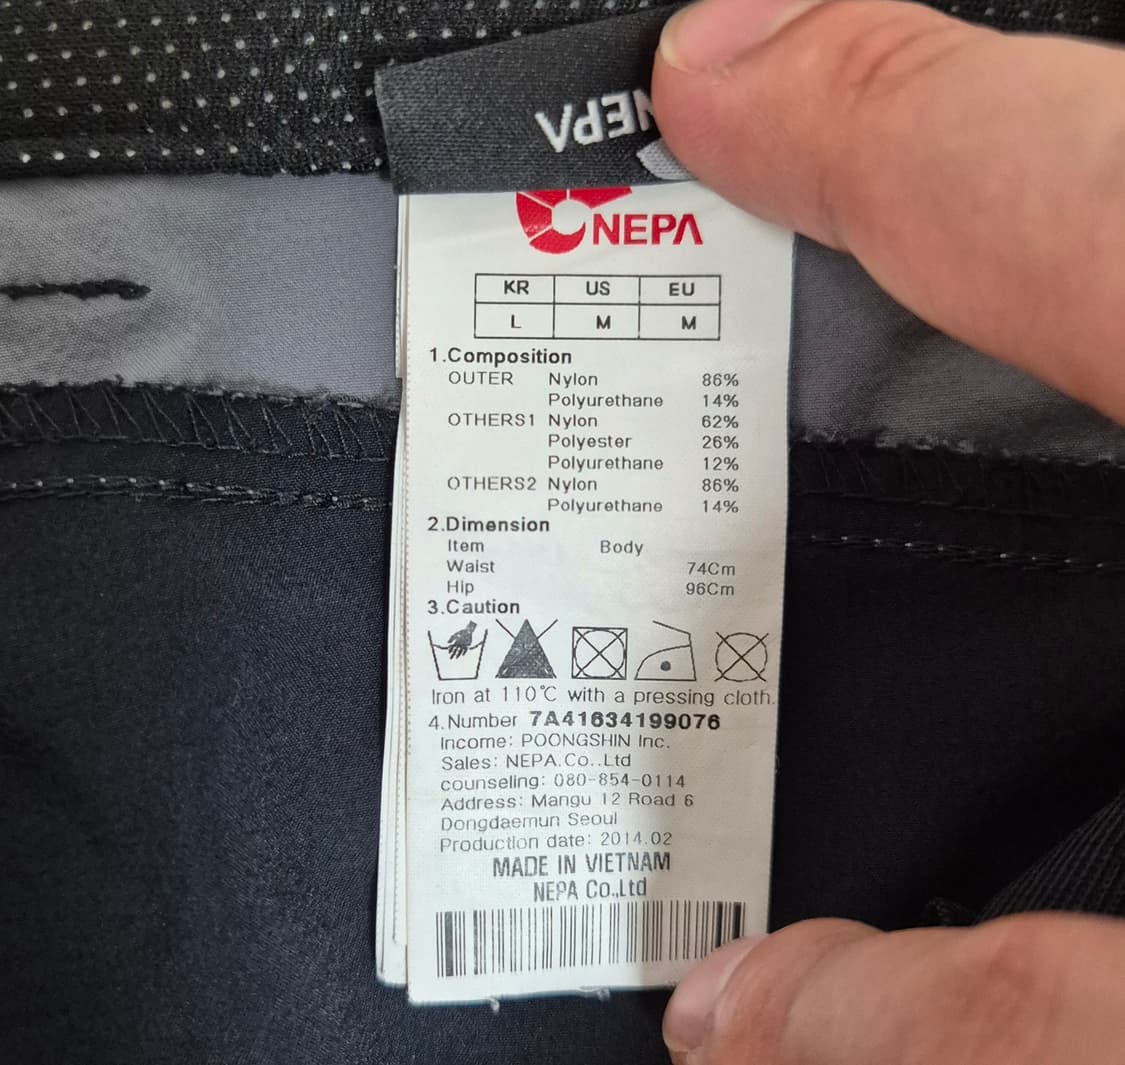 NEPA
NEPA
KR US EU
L M M
1.Composition
OUTER Nylon 86%
Polyurethane 14%
OTHERS1 Nylon 62%
Polyester 26%
Polyurethane 12%
OTHERS2 Nylon 86%
Polyurethane 14%
2.Dimension
Item Body
Waist 74Cm
Hip 96Cm
3.Caution
Iron at 110℃ with a pressing cloth.
4.Number 7A41634199076
Income: POONGSHIN Inc.
Sales: NEPA.Co..Ltd
counseling: 080-854-0114
Address: Mangu 12 Road 6
Dongdaemun Seoul
Production date: 2014.02
MADE IN VIETNAM
NEPA Co.,Ltd